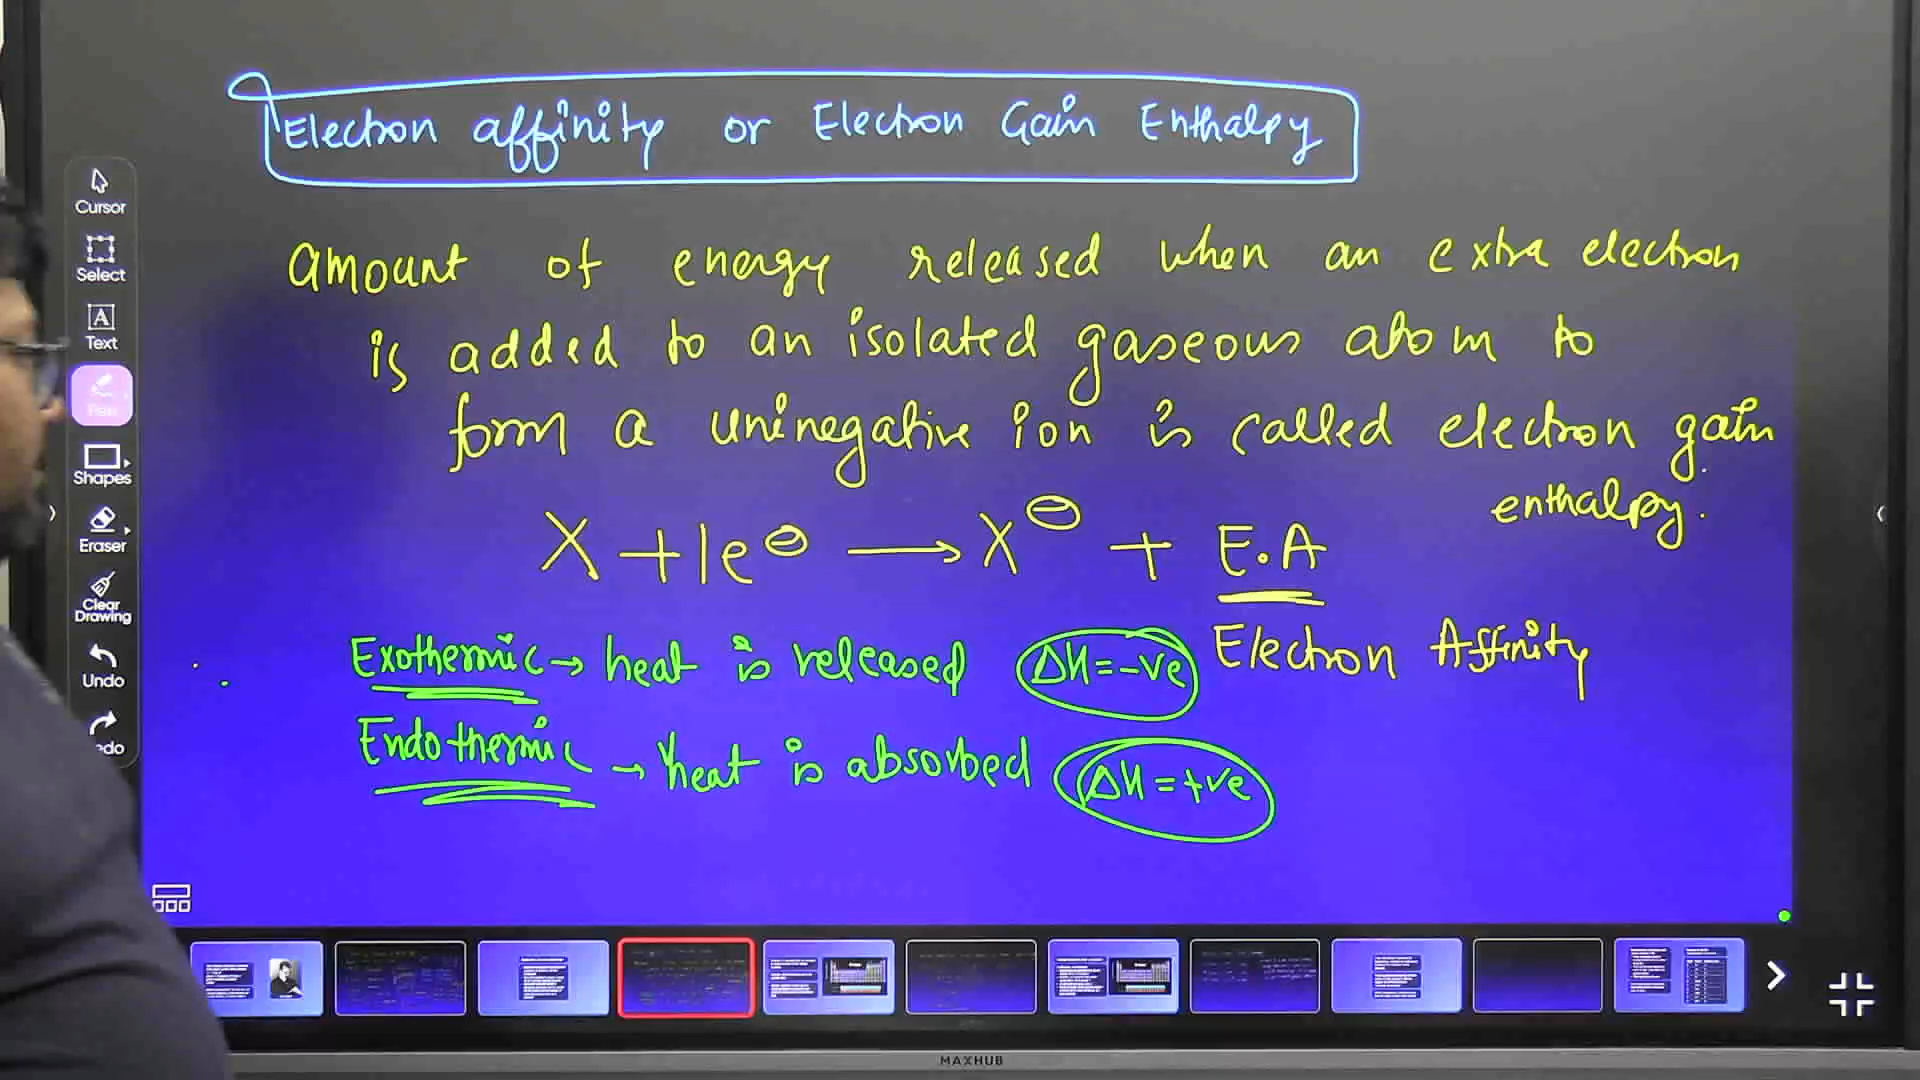 Electron affinity or Electron Gain Enthalpy
Amount of energy released when an extra electron
is added to an isolated gaseous atom to
form a uninegative ion is called electron gain
enthalpy.
X + 1e⊖ ⟶ X⊖ + E.A
Electron Affinity
Exothermic → heat is released ΔH = -ve
Endothermic → heat is absorbed ΔH = +ve
Cursor
Select
A
Text
Pen
Shapes
Eraser
Clear
Drawing
Undo
edo
MAXHUB